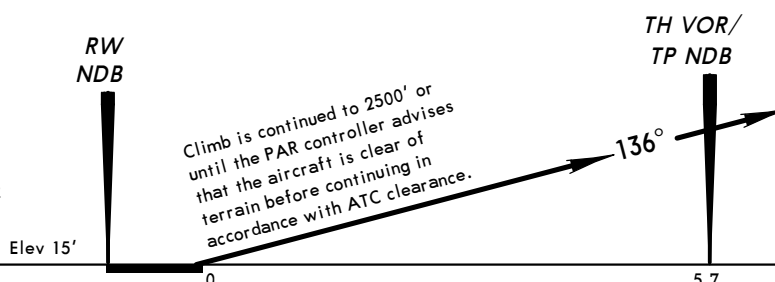 RW
NDB
TH VOR/
TP NDB
Climb is continued to 2500' or
until the PAR controller advises
that the aircraft is clear of
terrain before continuing in
accordance with ATC clearance.
136°
Elev 15'
0
5.7